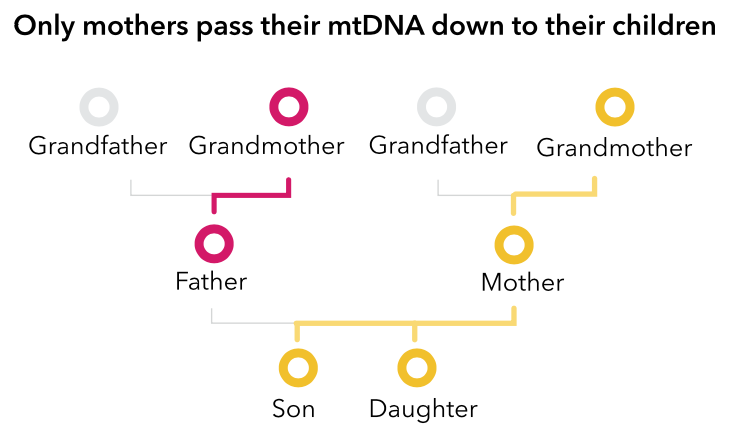 Only mothers pass their mtDNA down to their children
Grandfather Grandmother Grandfather Grandmother
Father Mother
Son Daughter